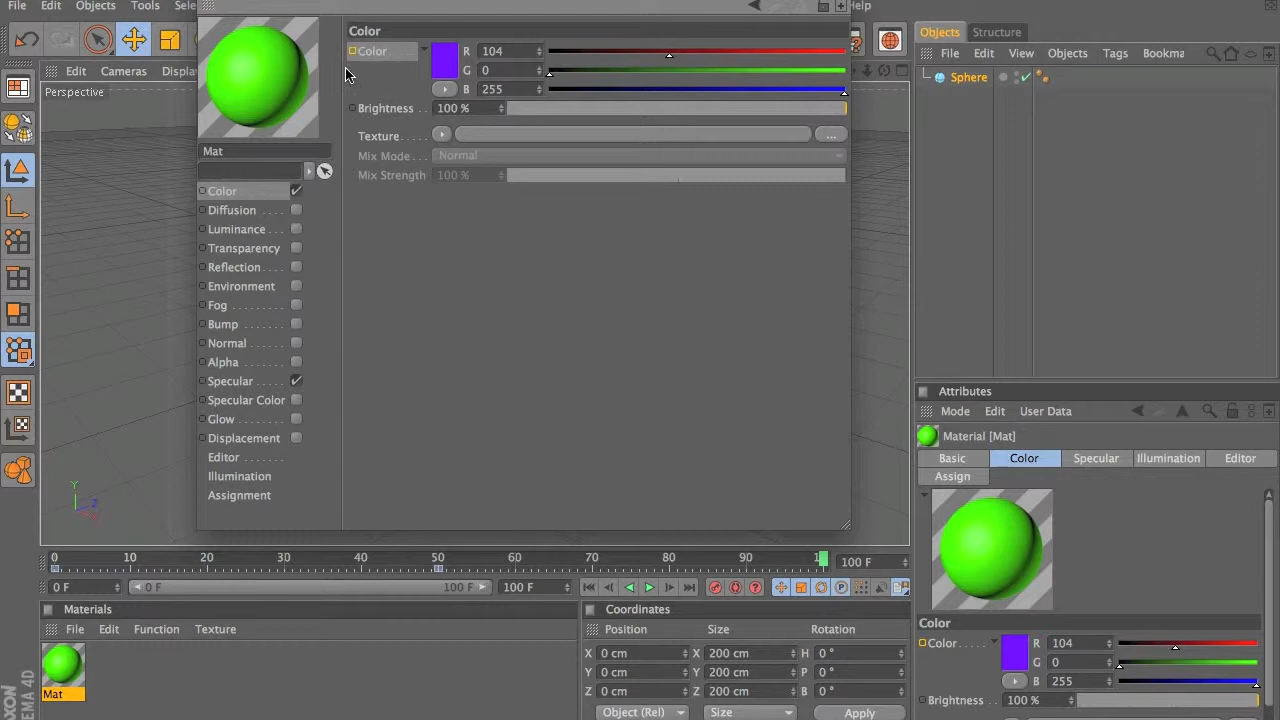 File Edit Objects Tools Sele
Help
Edit Cameras Display
Perspective
Color
Color R 104
G 0
B 255
Brightness 100 %
Texture ...
Mix Mode Normal
Mix Strength 100 %
Mat
Color
Diffusion
Luminance
Transparency
Reflection
Environment
Fog
Bump
Normal
Alpha
Specular
Specular Color
Glow
Displacement
Editor
Illumination
Assignment
Objects Structure
File Edit View Objects Tags Bookma
Sphere
Attributes
Mode Edit User Data
Material [Mat]
Basic Color Specular Illumination Editor
Assign
Color
Color R 104
G 0
B 255
Brightness 100 %
Y
Z
0 10 20 30 40 50 60 70 80 90 100 F
0 F 0 F 100 F 100 F
Materials
File Edit Function Texture
Mat
Coordinates
Position Size Rotation
X 0 cm X 200 cm H 0 °
Y 0 cm Y 200 cm P 0 °
Z 0 cm Z 200 cm B 0 °
Object (Rel) Size Apply
AXON
EMA 4D